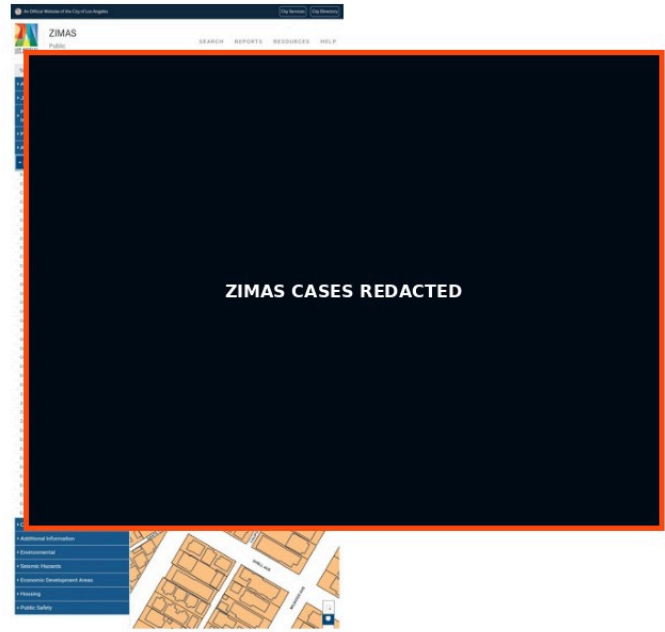 An Official Website of the City of Los Angeles
City Services
City Directory
ZIMAS
Public
SEARCH REPORTS RESOURCES HELP
ZIMAS CASES REDACTED
Additional Information
Environmental
Seismic Hazards
Economic Development Areas
Housing
Public Safety